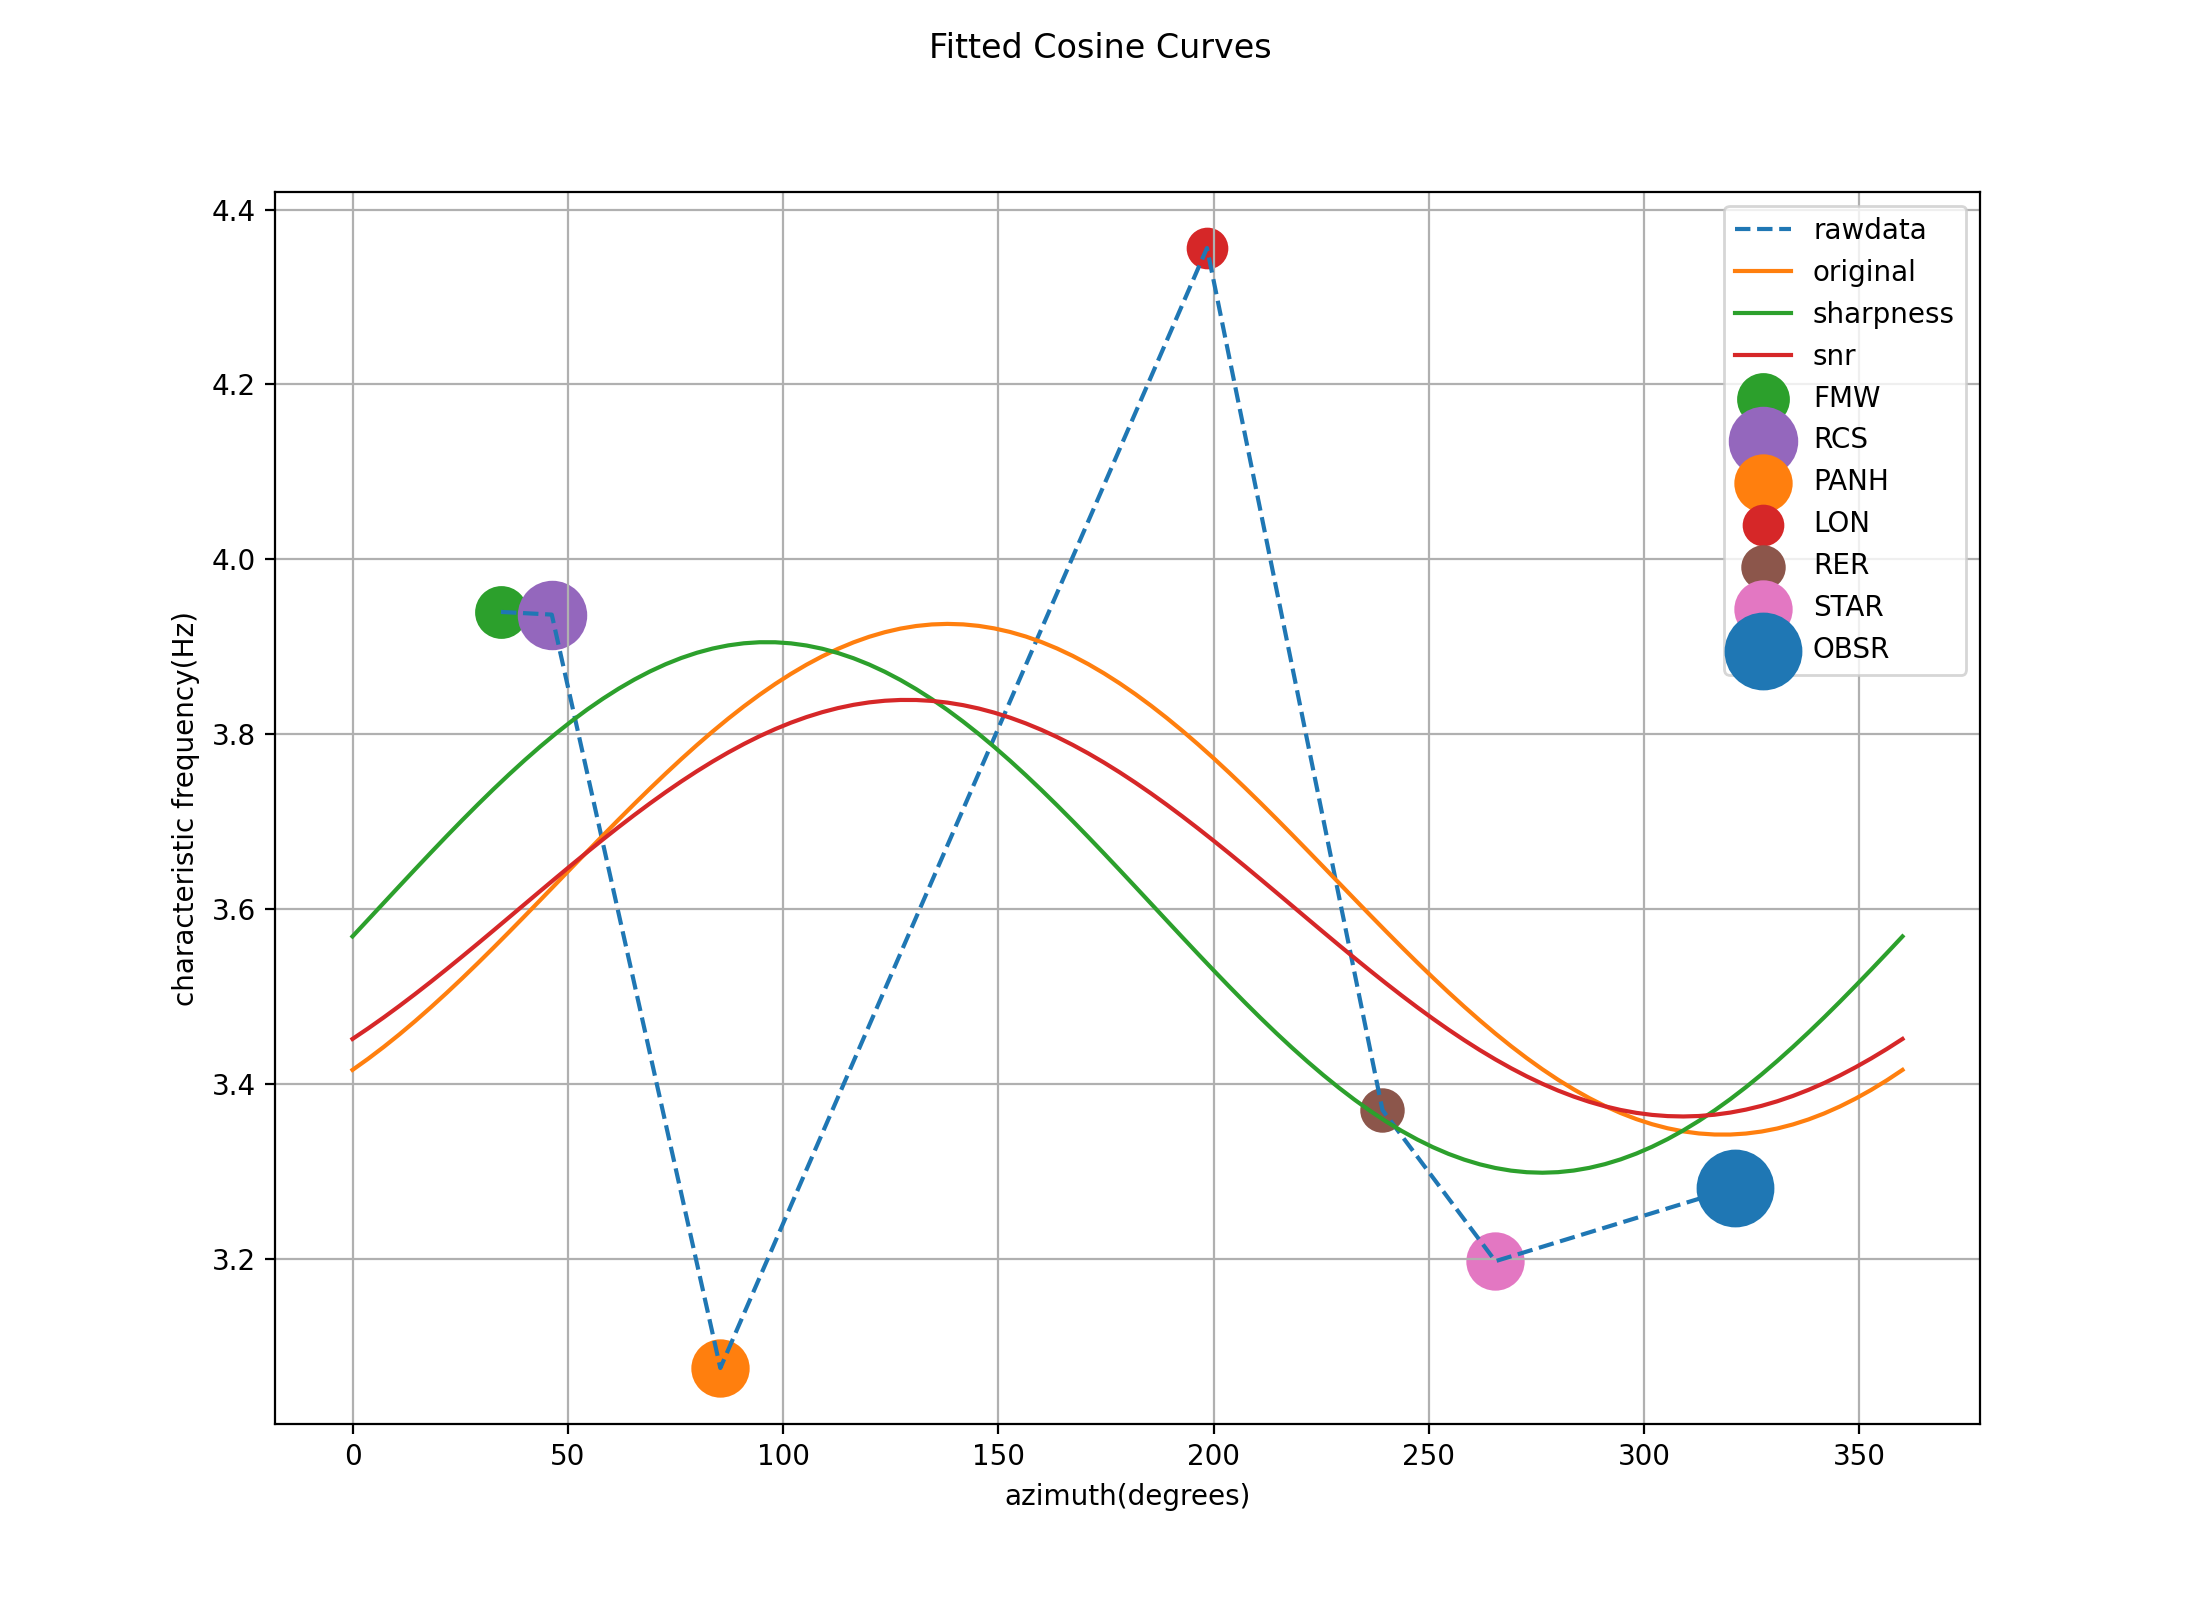 Fitted Cosine Curves
4.4
4.2
4.0
3.8
3.6
3.4
3.2
characteristic frequency(Hz)
rawdata
original
sharpness
snr
FMW
RCS
PANH
LON
RER
STAR
OBSR
0 50 100 150 200 250 300 350
azimuth(degrees)